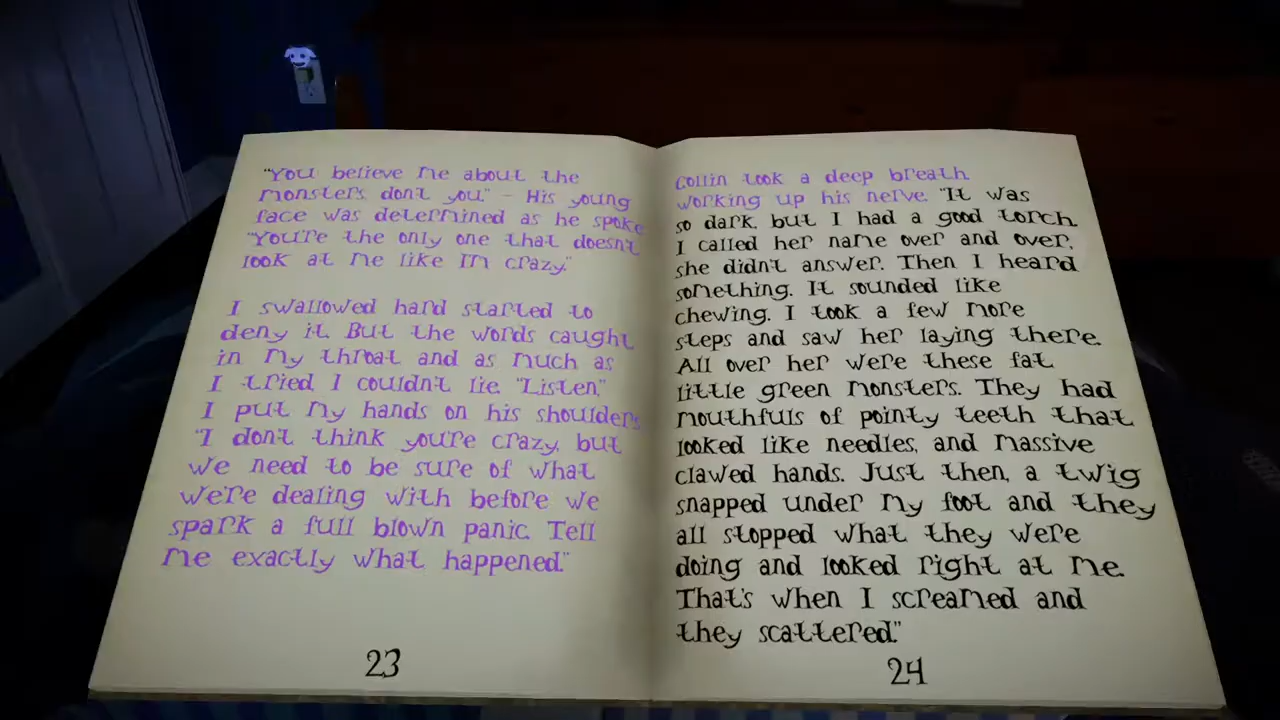 "You believe me about the
monsters, don't you." - His young
face was determined as he spoke
"You're the only one that doesn't
look at me like I'm crazy."
I swallowed hard started to
deny it. But the words caught
in my throat and as much as
I tried, I couldn't lie. "Listen,"
I put my hands on his shoulders
"I don't think you're crazy, but
we need to be sure of what
we're dealing with before we
spark a full blown panic. Tell
me exactly what happened."
23
Collin took a deep breath
working up his nerve. "It was
so dark, but I had a good torch.
I called her name over and over,
she didn't answer. Then I heard
something. It sounded like
chewing. I took a few more
steps and saw her laying there.
All over her were these fat
little green monsters. They had
mouthfuls of pointy teeth that
looked like needles, and massive
clawed hands. Just then, a twig
snapped under my foot and they
all stopped what they were
doing and looked right at me.
That's when I screamed and
they scattered."
24